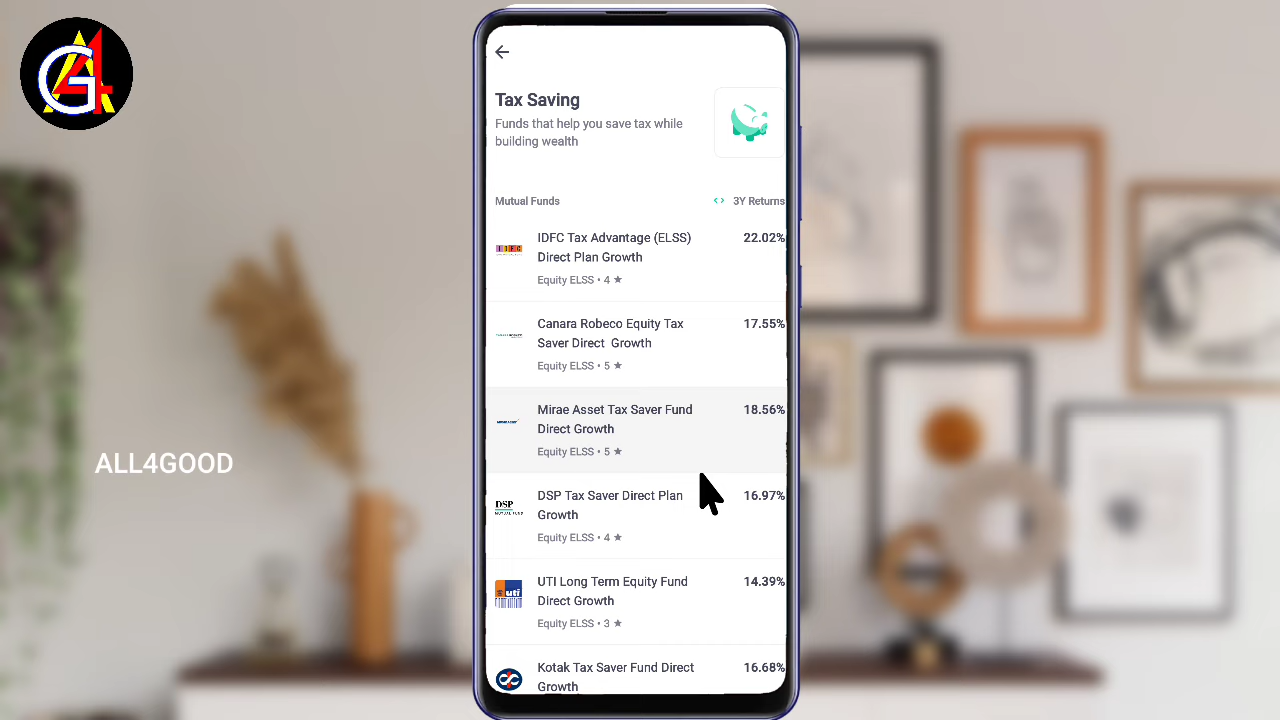 Tax Saving
Funds that help you save tax while
building wealth
Mutual Funds
3Y Returns
IDFC
IDFC Tax Advantage (ELSS)
Direct Plan Growth
22.02%
Equity ELSS • 4 ★
Canara Robeco Equity Tax
Saver Direct Growth
17.55%
Equity ELSS • 5 ★
Mirae Asset Tax Saver Fund
Direct Growth
18.56%
Equity ELSS • 5 ★
DSP
MUTUAL FUND
DSP Tax Saver Direct Plan
Growth
16.97%
Equity ELSS • 4 ★
uti
UTI Long Term Equity Fund
Direct Growth
14.39%
Equity ELSS • 3 ★
Kotak Tax Saver Fund Direct
Growth
16.68%
ALL4GOOD